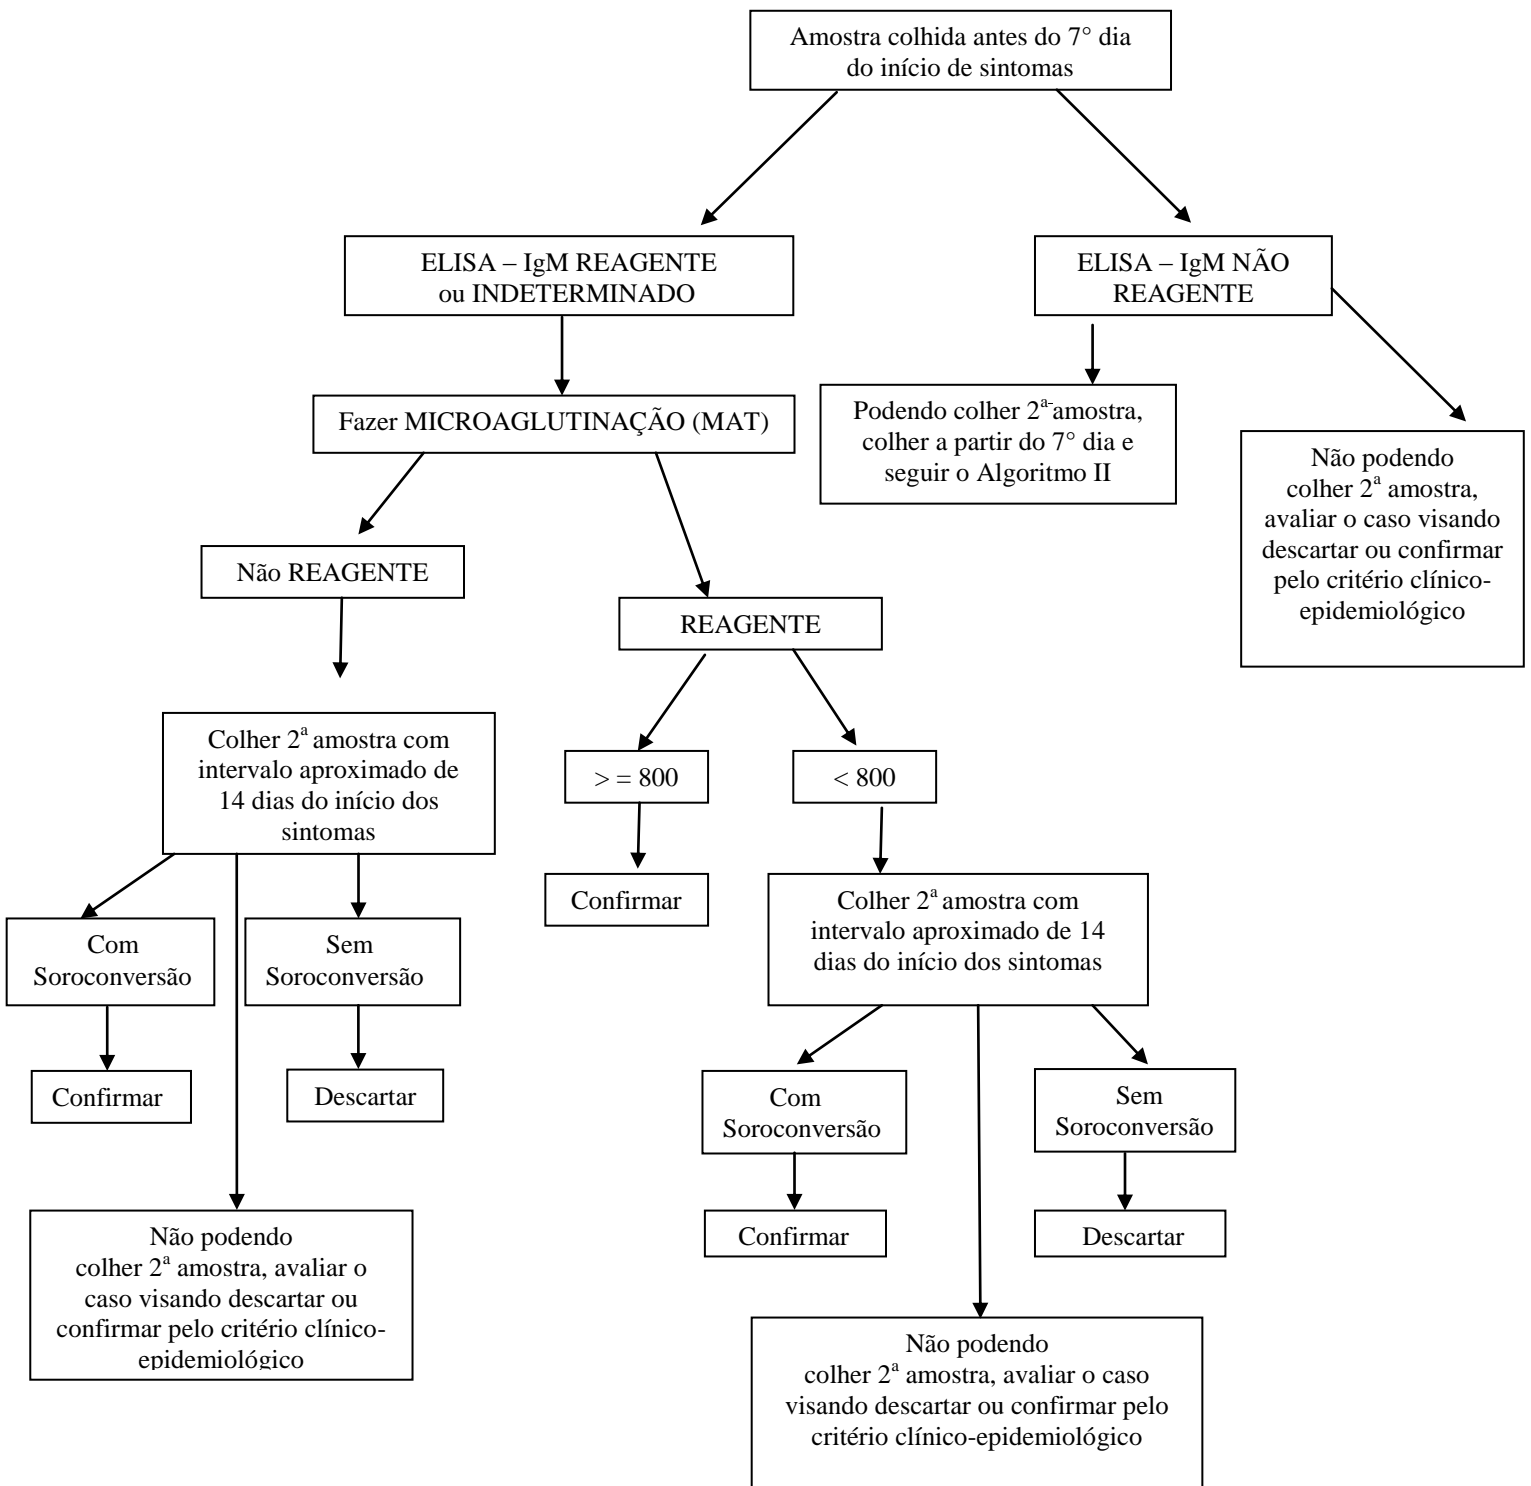 Amostra colhida antes do 7° dia
do início de sintomas
ELISA – IgM REAGENTE
ou INDETERMINADO
ELISA – IgM NÃO
REAGENTE
Fazer MICROAGLUTINAÇÃO (MAT)
Podendo colher 2ª amostra,
colher a partir do 7° dia e
seguir o Algoritmo II
Não podendo
colher 2ª amostra,
avaliar o caso visando
descartar ou confirmar
pelo critério clínico-
epidemiológico
Não REAGENTE
REAGENTE
Colher 2ª amostra com
intervalo aproximado de
14 dias do início dos
sintomas
> = 800
< 800
Confirmar
Colher 2ª amostra com
intervalo aproximado de 14
dias do início dos sintomas
Com
Soroconversão
Sem
Soroconversão
Confirmar
Descartar
Com
Soroconversão
Sem
Soroconversão
Confirmar
Descartar
Não podendo
colher 2ª amostra, avaliar o
caso visando descartar ou
confirmar pelo critério clínico-
epidemiológico
Não podendo
colher 2ª amostra, avaliar o caso
visando descartar ou confirmar pelo
critério clínico-epidemiológico